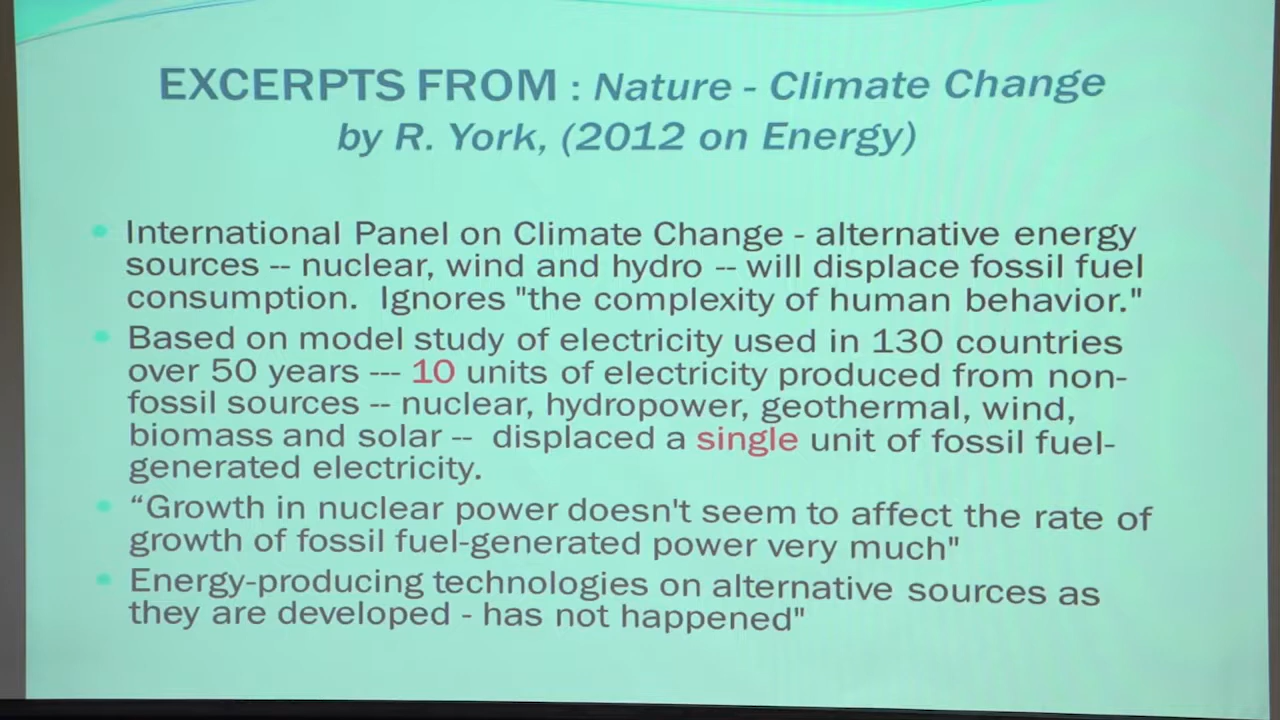 EXCERPTS FROM : Nature - Climate Change
by R. York, (2012 on Energy)
• International Panel on Climate Change - alternative energy
sources -- nuclear, wind and hydro -- will displace fossil fuel
consumption. Ignores "the complexity of human behavior."
• Based on model study of electricity used in 130 countries
over 50 years --- 10 units of electricity produced from non-
fossil sources -- nuclear, hydropower, geothermal, wind,
biomass and solar -- displaced a single unit of fossil fuel-
generated electricity.
• “Growth in nuclear power doesn't seem to affect the rate of
growth of fossil fuel-generated power very much"
• Energy-producing technologies on alternative sources as
they are developed - has not happened"